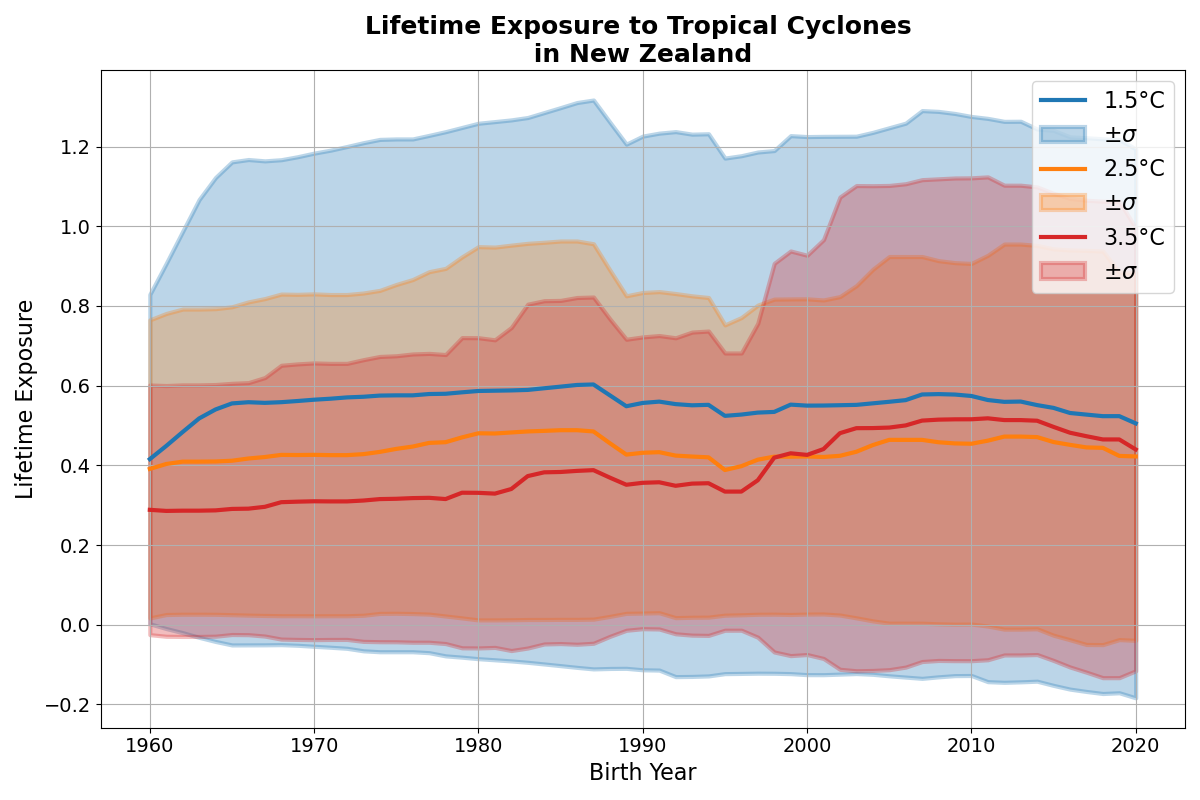 Lifetime Exposure to Tropical Cyclones
in New Zealand
1.5°C
±σ
2.5°C
±σ
3.5°C
±σ
Lifetime Exposure
1.2
1.0
0.8
0.6
0.4
0.2
0.0
−0.2
1960
1970
1980
1990
2000
2010
2020
Birth Year